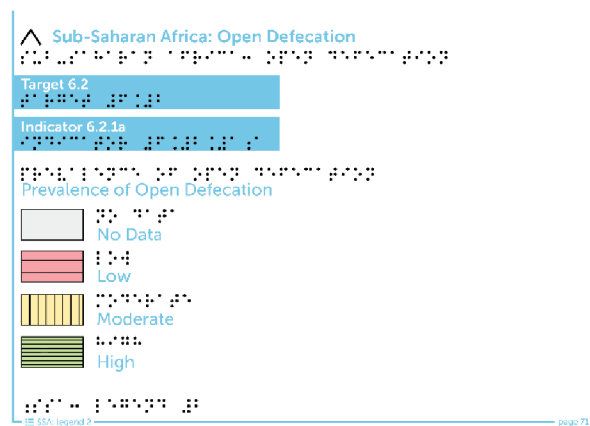 Sub-Saharan Africa: Open Defecation
⠎⠥⠃⠤⠎⠁⠓⠁⠗⠁⠝ ⠁⠋⠗⠊⠉⠁⠒ ⠕⠏⠑⠝ ⠙⠑⠋⠑⠉⠁⠞⠊⠕⠝
Target 6.2
⠞⠁⠗⠛⠑⠞
Indicator 6.2.1a
⠊⠝⠙⠊⠉⠁⠞⠕⠗
⠏⠗⠑⠧⠁⠇⠑⠝⠉⠑ ⠕⠋ ⠕⠏⠑⠝ ⠙⠑⠋⠑⠉⠁⠞⠊⠕⠝
Prevalence of Open Defecation
⠝⠕ ⠙⠁⠞⠁
No Data
⠇⠕⠺
Low
⠍⠕⠙⠑⠗⠁⠞⠑
Moderate
⠓⠊⠛⠓
High
⠇⠑⠛⠑⠝⠙ ⠼⠃
SSA: legend 2
page 71